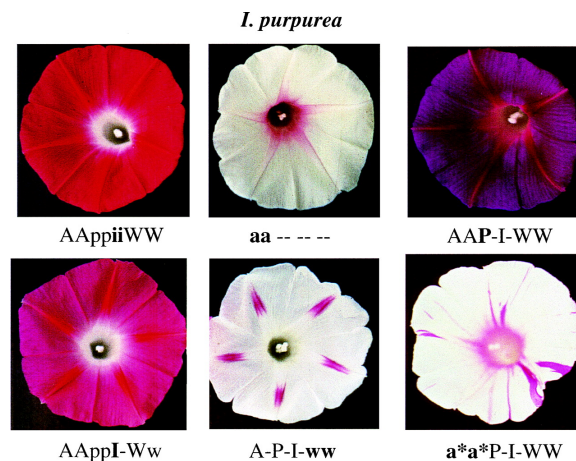 I. purpurea
AAppiiWW
aa -- -- --
AAP-I-WW
AAppI-Ww
A-P-I-ww
a*a*P-I-WW